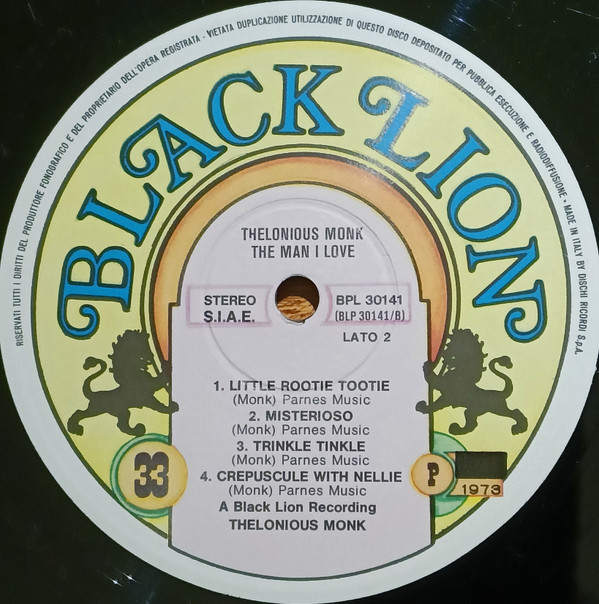 RISERVATI TUTTI I DIRITTI DEL PRODUTTORE FONOGRAFICO E DEL PROPRIETARIO DELL'OPERA REGISTRATA - VIETATA DUPLICAZIONE UTILIZZAZIONE DI QUESTO DISCO DEPOSITATO PER PUBBLICA ESECUZIONE E RADIODIFFUSIONE - MADE IN ITALY BY DISCHI RICORDI S.p.A.
BLACK LION
THELONIOUS MONK
THE MAN I LOVE
STEREO BPL 30141
S.I.A.E. (BLP 30141/B)
LATO 2
1. LITTLE ROOTIE TOOTIE
(Monk) Parnes Music
2. MISTERIOSO
(Monk) Parnes Music
3. TRINKLE TINKLE
(Monk) Parnes Music
4. CREPUSCULE WITH NELLIE
(Monk) Parnes Music
A Black Lion Recording
THELONIOUS MONK
33
P 1973